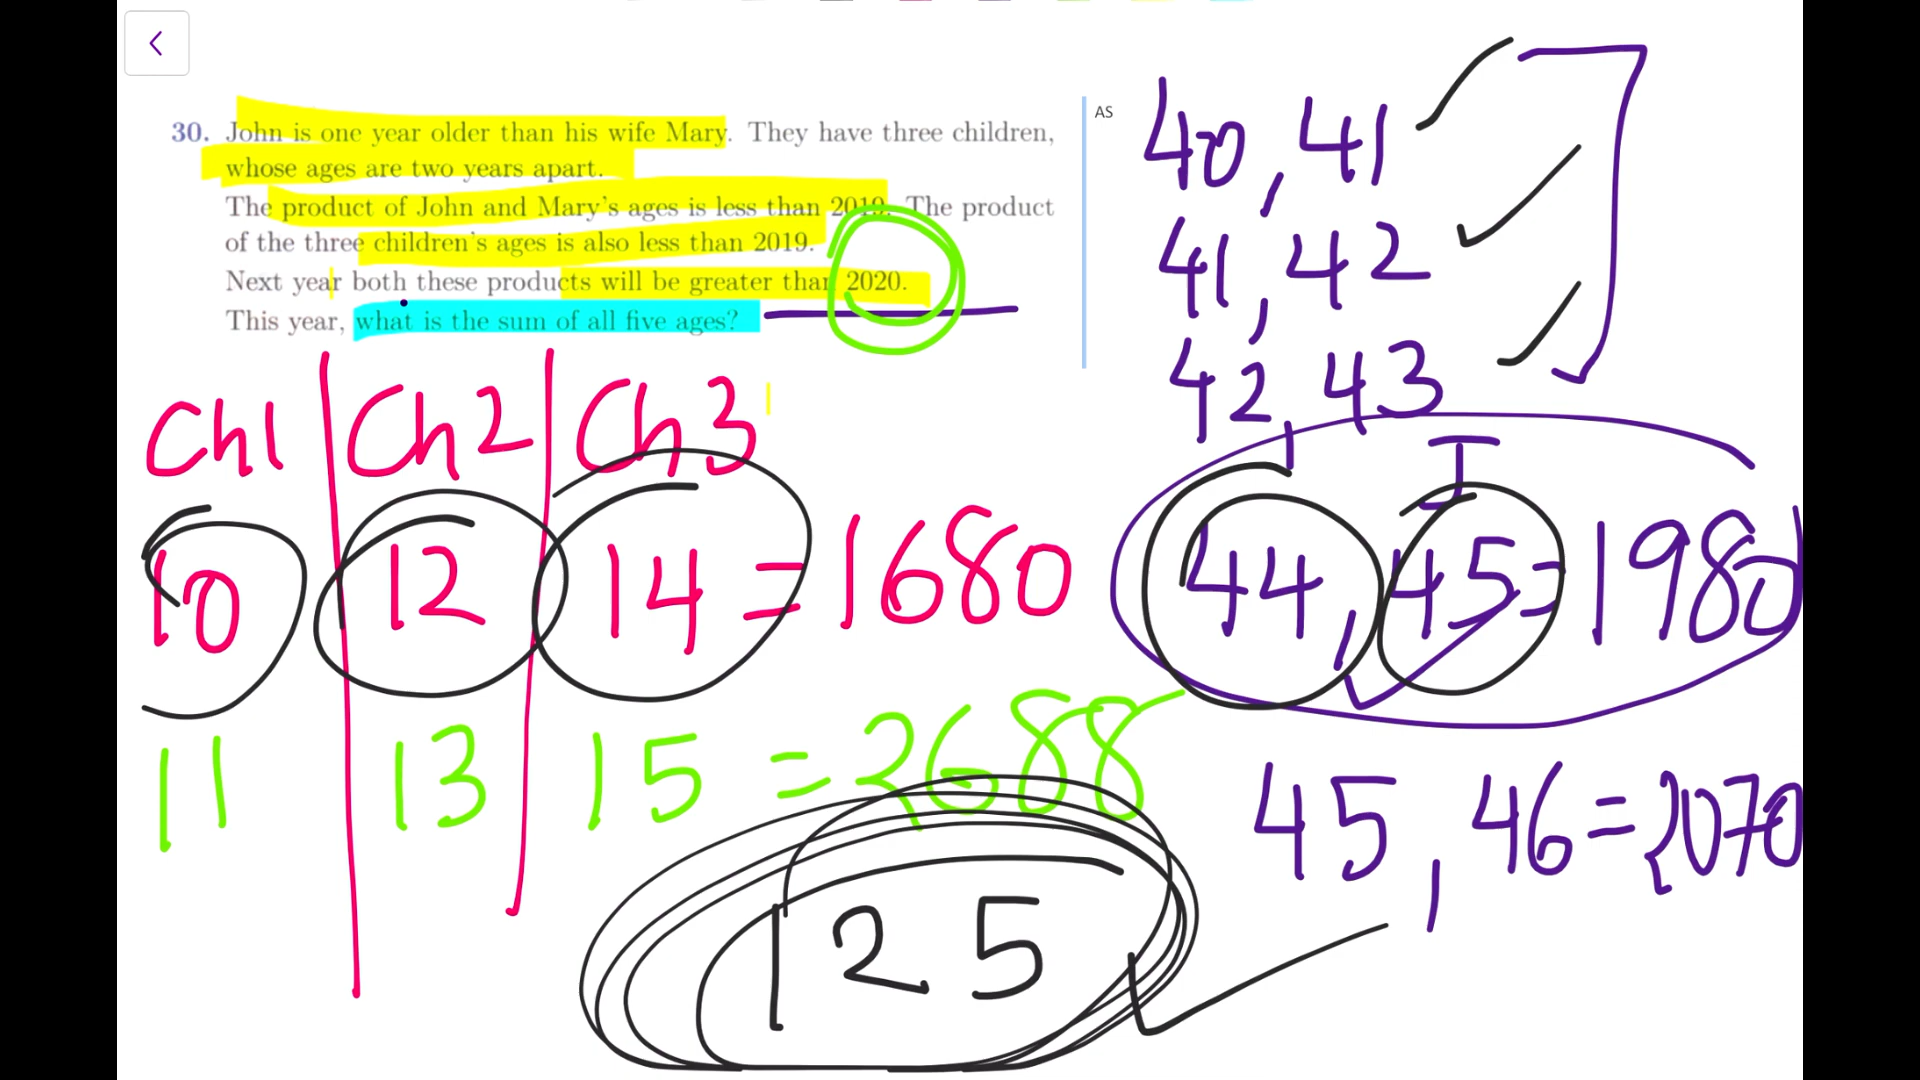 30. John is one year older than his wife Mary. They have three children,
whose ages are two years apart.
The product of John and Mary's ages is less than 2019. The product
of the three children's ages is also less than 2019.
Next year both these products will be greater than 2020.
This year, what is the sum of all five ages?
AS
40, 41
41, 42
42, 43
J
44, 45 = 1980
45, 46 = 2070
Ch1 Ch2 Ch3
10 12 14 = 1680
11 13 15 = 2688
125